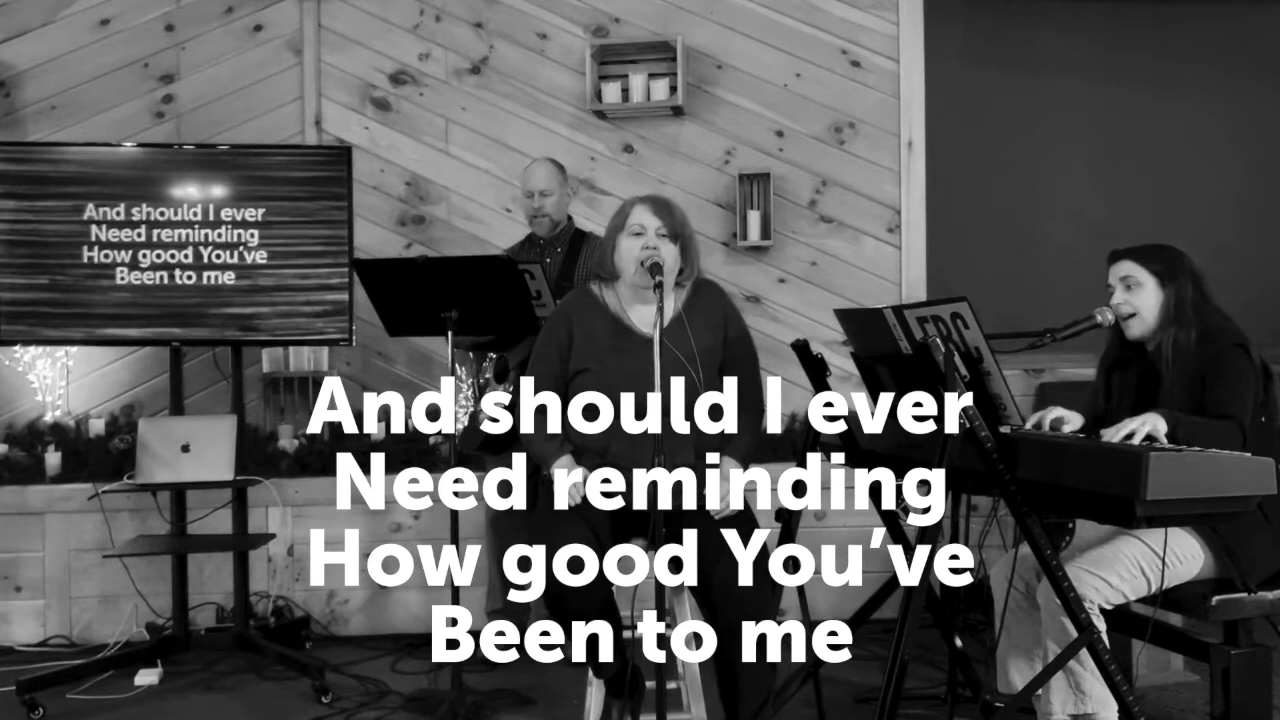 And should I ever
Need reminding
How good You've
Been to me
FBC
C
And should I ever
Need reminding
How good You’ve
Been to me